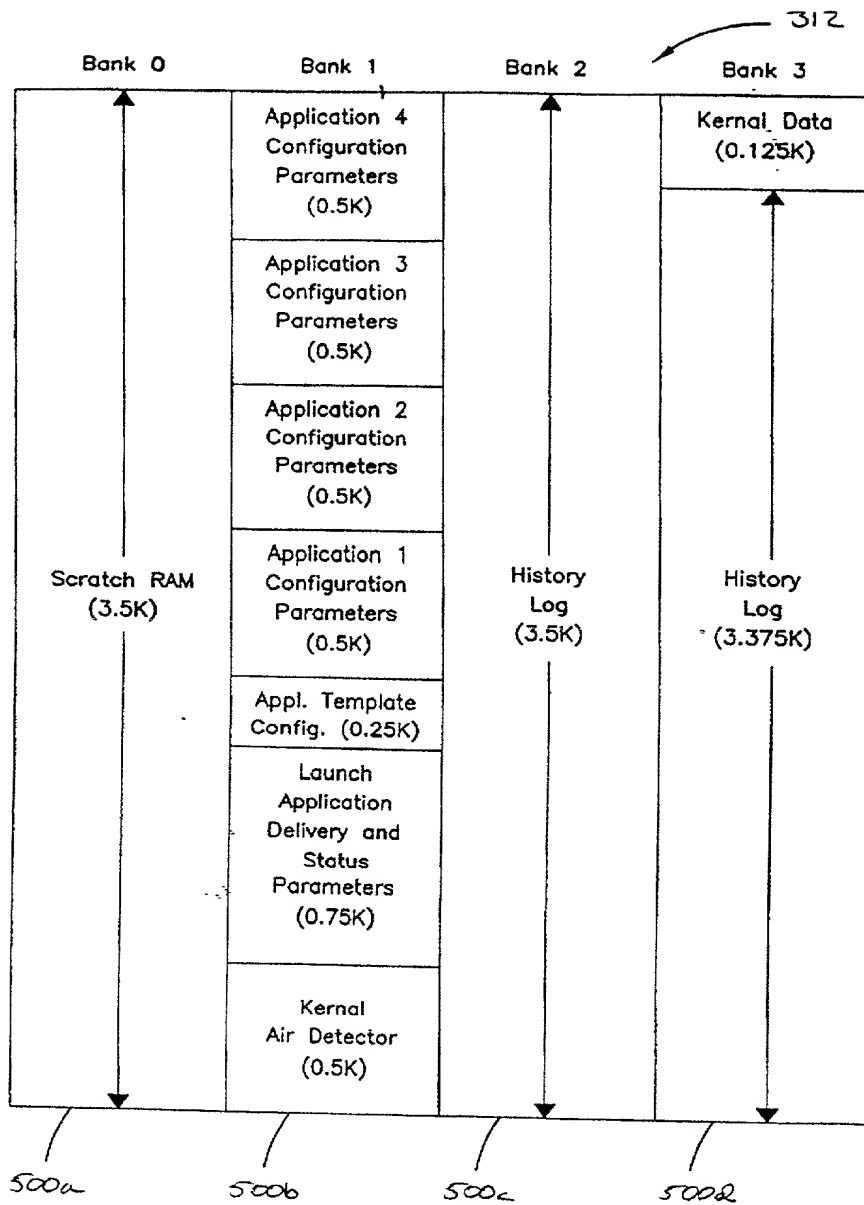 312
Bank 0
Bank 1
Bank 2
Bank 3
Scratch RAM
(3.5K)
Application 4
Configuration
Parameters
(0.5K)
Application 3
Configuration
Parameters
(0.5K)
Application 2
Configuration
Parameters
(0.5K)
Application 1
Configuration
Parameters
(0.5K)
Appl. Template
Config. (0.25K)
Launch
Application
Delivery and
Status
Parameters
(0.75K)
Kernal
Air Detector
(0.5K)
History
Log
(3.5K)
Kernal Data
(0.125K)
History
Log
(3.375K)
500a
500b
500c
500d